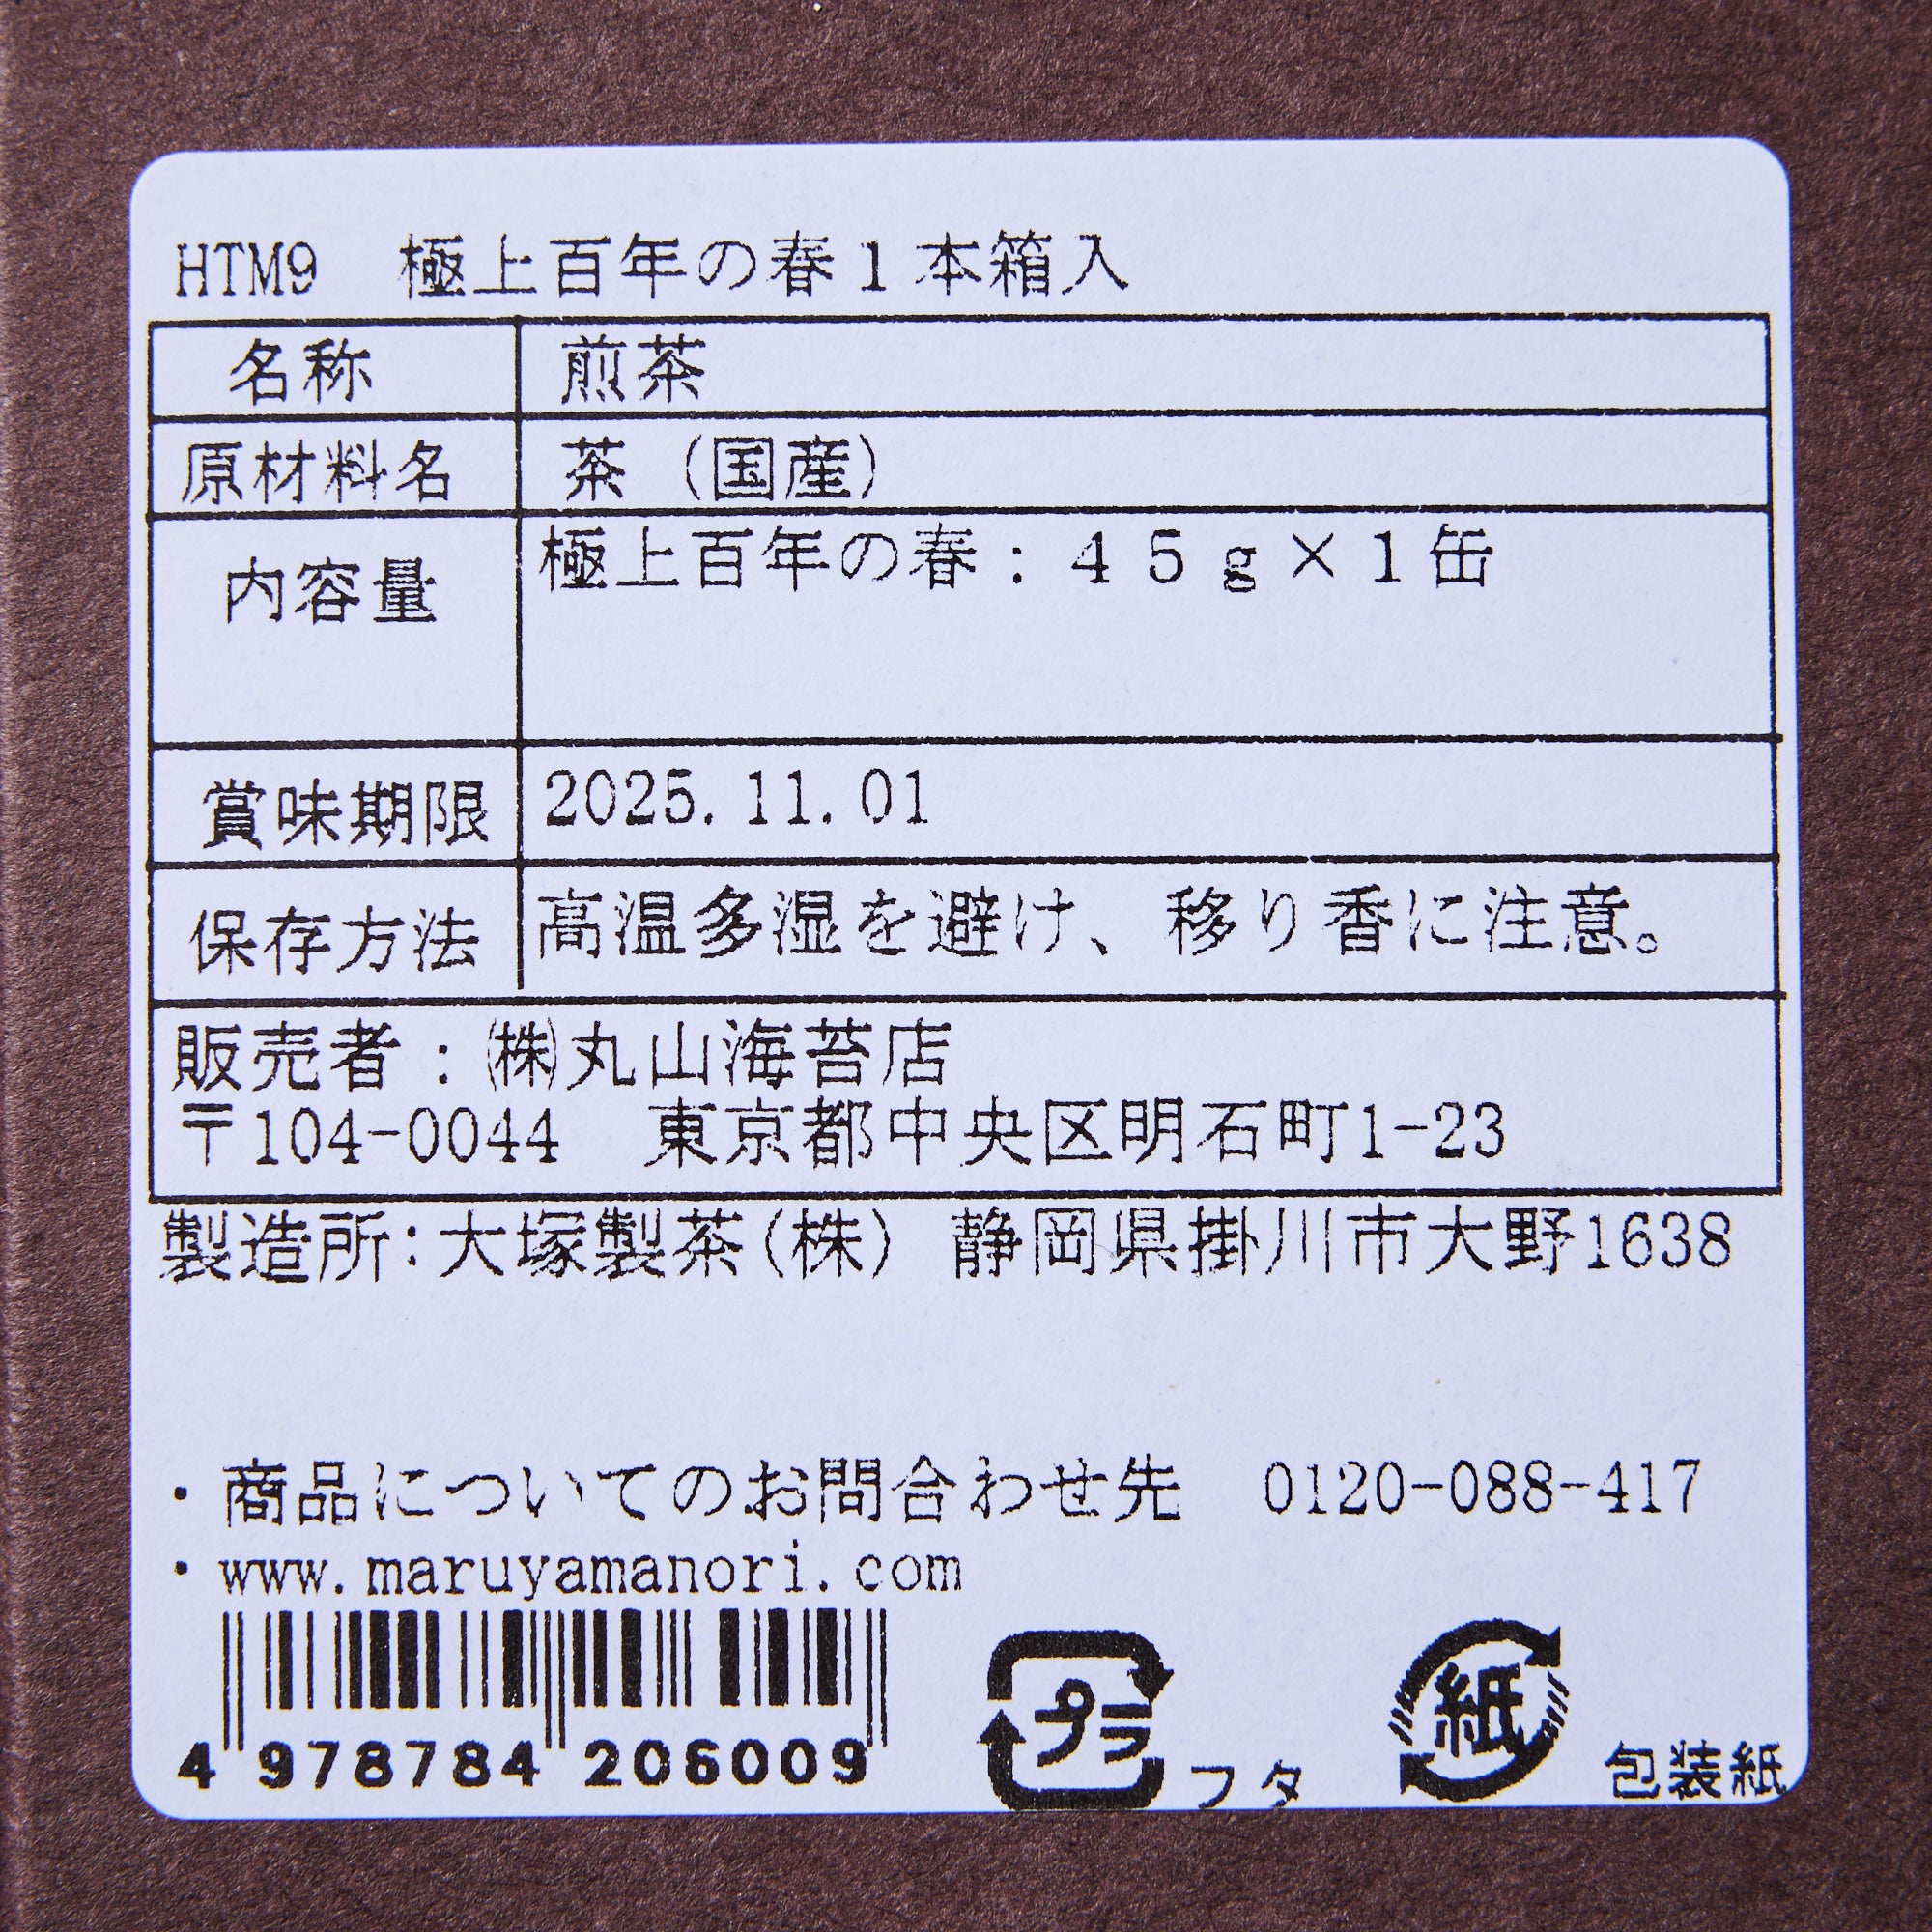 HTM9　極上百年の春１本箱入
名称　煎茶
原材料名　茶（国産）
内容量　極上百年の春：４５ｇ×１缶
賞味期限　2025.11.01
保存方法　高温多湿を避け、移り香に注意。
販売者：㈱丸山海苔店
〒104-0044　東京都中央区明石町1-23
製造所:大塚製茶(株)　静岡県掛川市大野1638
・商品についてのお問合わせ先　0120-088-417
・www.maruyamanori.com
4 978784 206009
プラ　フタ　紙　包装紙